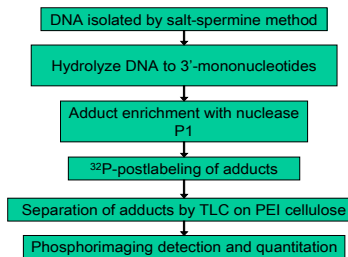 DNA isolated by salt-spermine method
Hydrolyze DNA to 3'-mononucleotides
Adduct enrichment with nuclease
P1
³²P-postlabeling of adducts
Separation of adducts by TLC on PEI cellulose
Phosphorimaging detection and quantitation